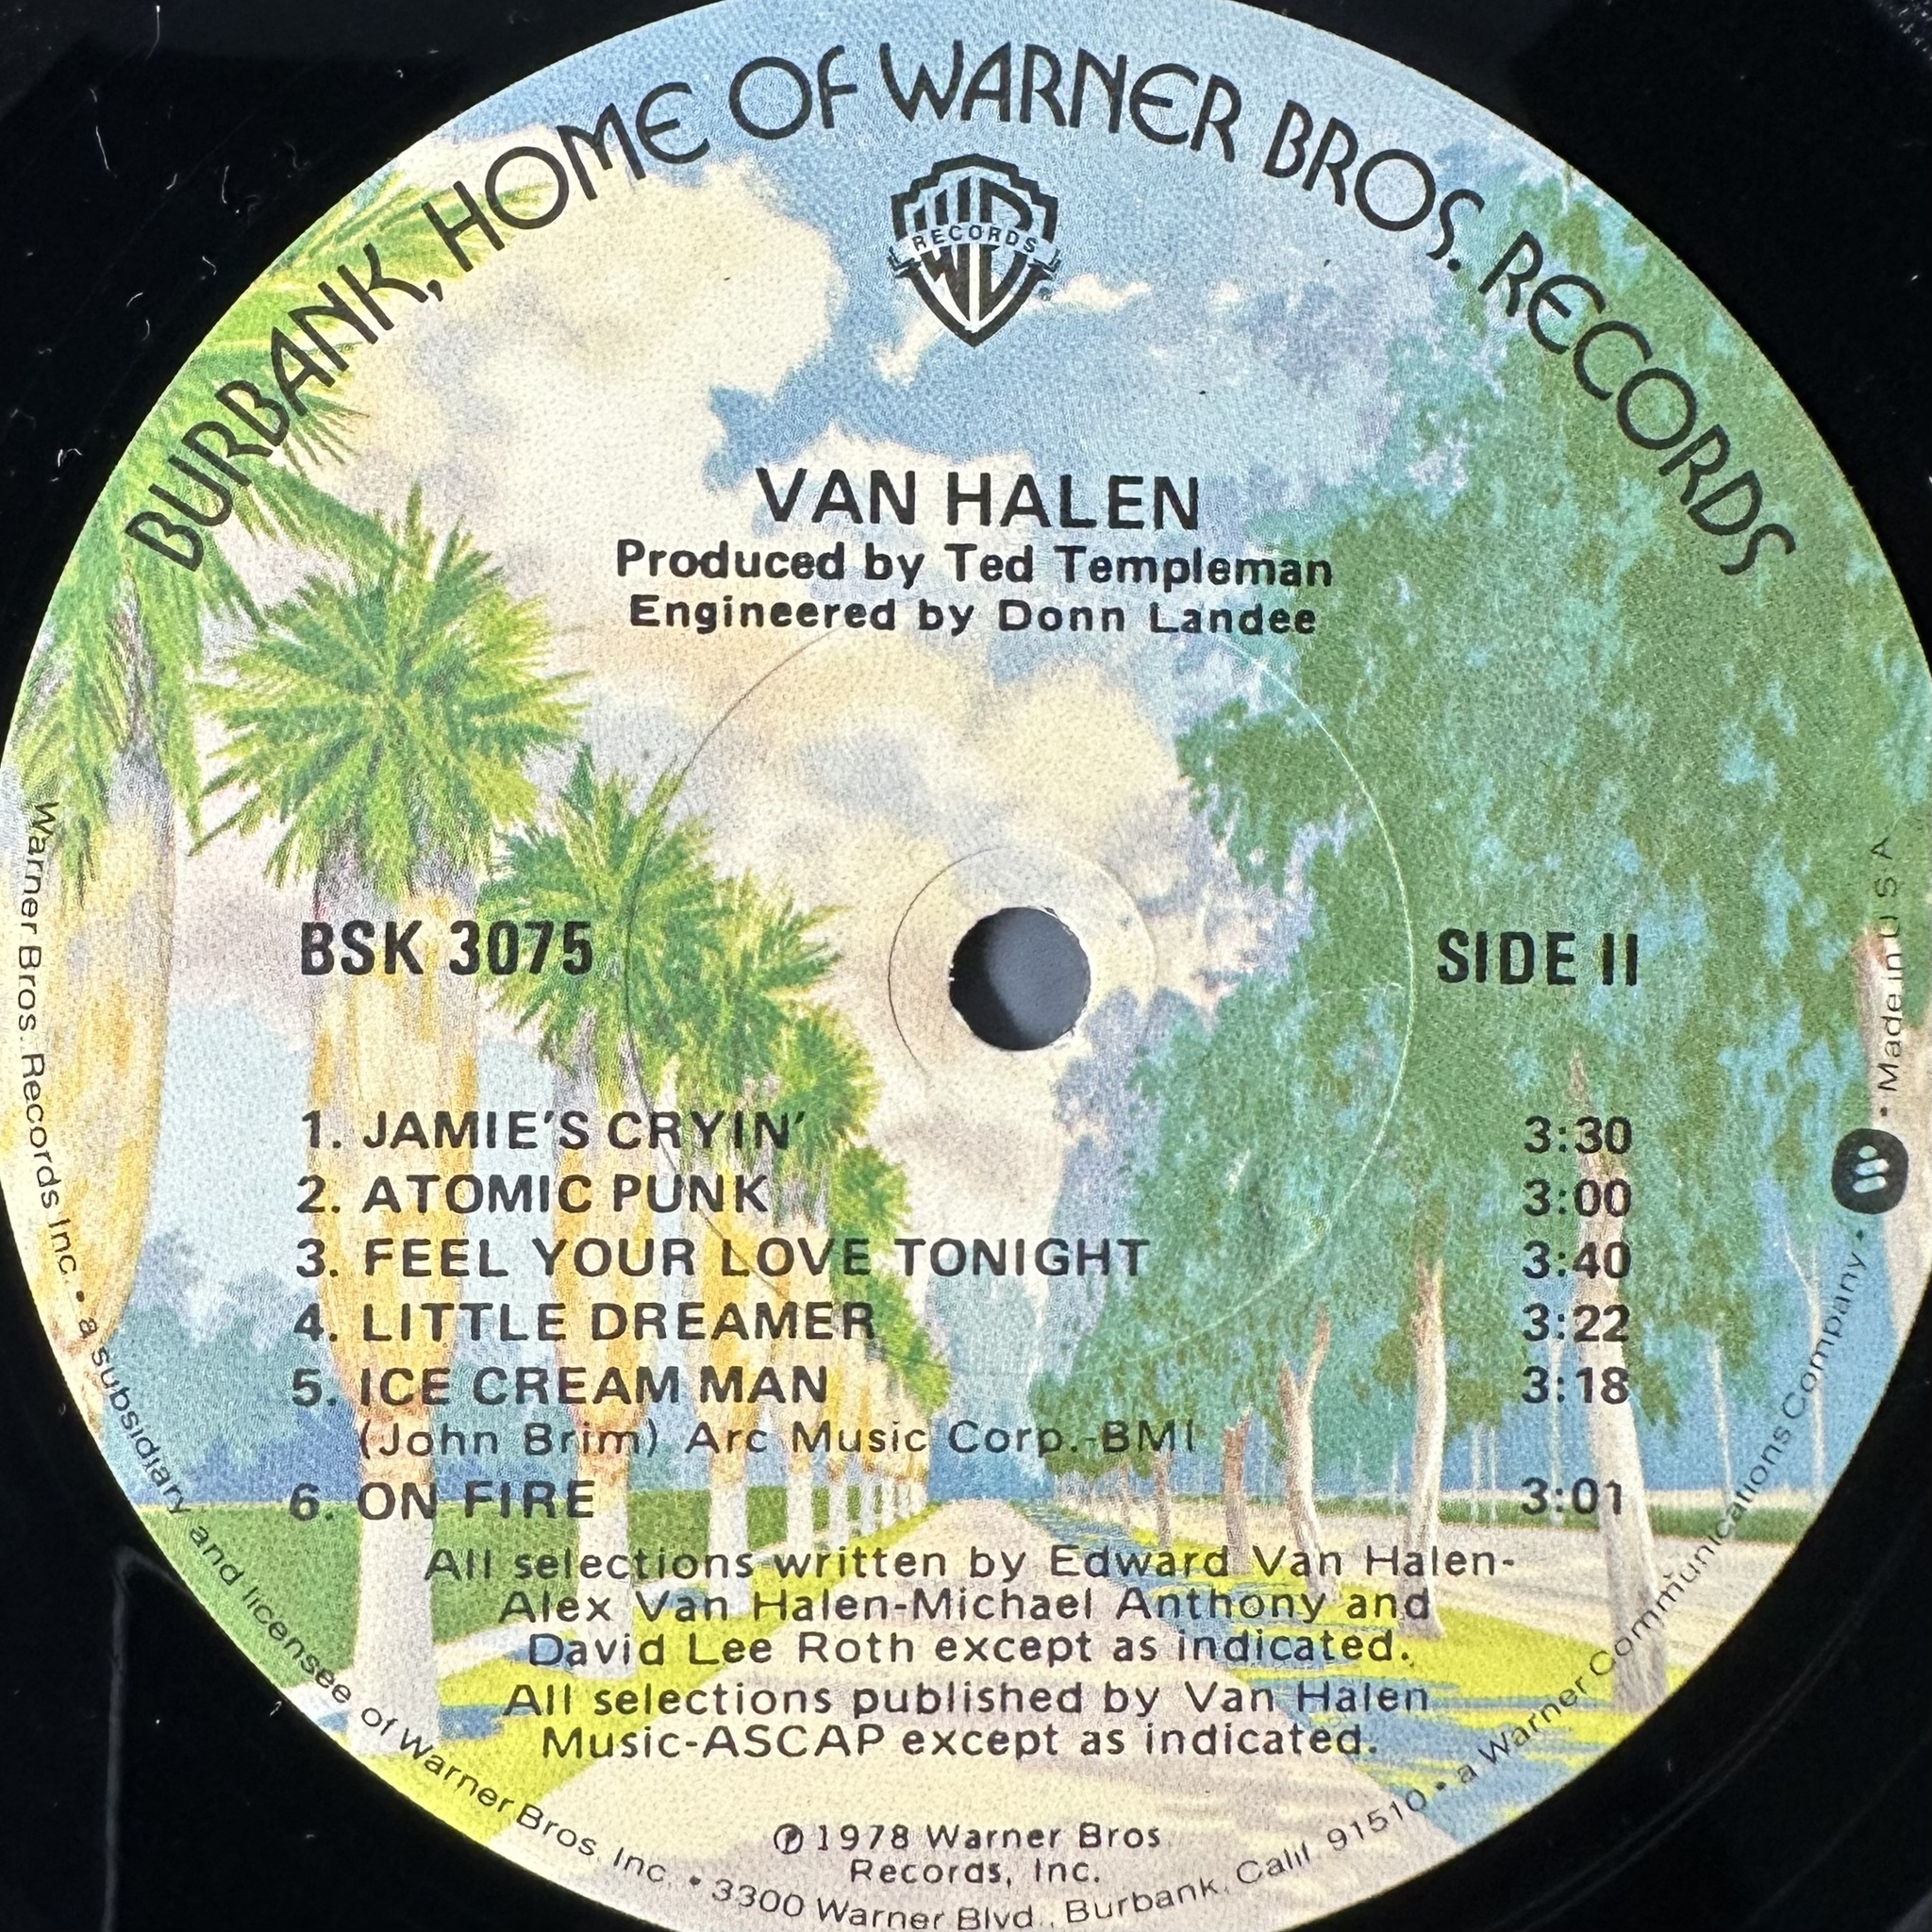 BURBANK, HOME OF WARNER BROS. RECORDS
WB RECORDS
VAN HALEN
Produced by Ted Templeman
Engineered by Donn Landee
BSK 3075
SIDE II
1. JAMIE'S CRYIN' 3:30
2. ATOMIC PUNK 3:00
3. FEEL YOUR LOVE TONIGHT 3:40
4. LITTLE DREAMER 3:22
5. ICE CREAM MAN 3:18
(John Brim) Arc Music Corp.-BMI
6. ON FIRE 3:01
All selections written by Edward Van Halen-
Alex Van Halen-Michael Anthony and
David Lee Roth except as indicated.
All selections published by Van Halen
Music-ASCAP except as indicated.
℗ 1978 Warner Bros.
Records, Inc.
Warner Bros. Records Inc. • a subsidiary and licensee of Warner Bros. Inc. • 3300 Warner Blvd., Burbank, Calif. 91510 • a Warner Communications Company • W • Made in U S A